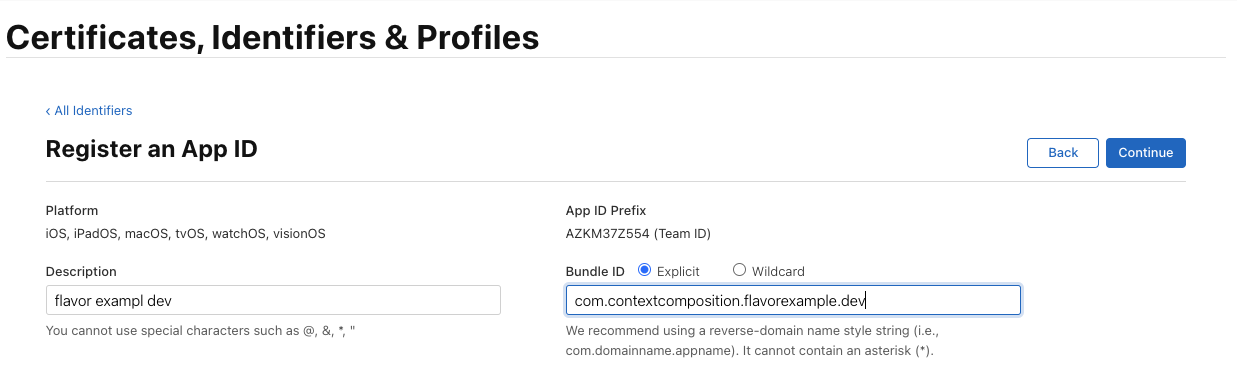 Certificates, Identifiers & Profiles
‹ All Identifiers
Register an App ID
Back
Continue
Platform
iOS, iPadOS, macOS, tvOS, watchOS, visionOS
App ID Prefix
AZKM37Z554 (Team ID)
Description
flavor exampl dev
You cannot use special characters such as @, &, *, "
Bundle ID
Explicit
Wildcard
com.contextcomposition.flavorexample.dev
We recommend using a reverse-domain name style string (i.e.,
com.domainname.appname). It cannot contain an asterisk (*).